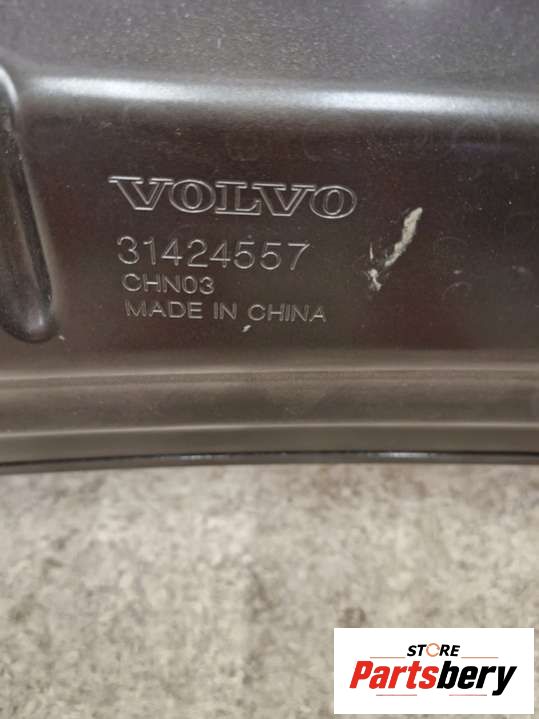 VOLVO
31424557
CHN03
MADE IN CHINA
STORE
Partsbery